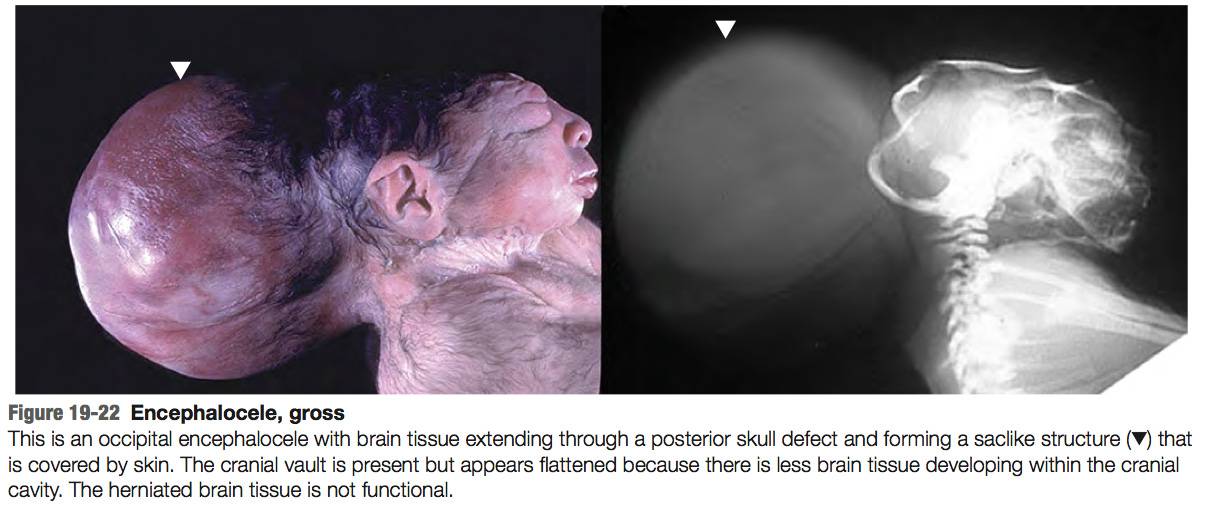 Figure 19-22 Encephalocele, gross
This is an occipital encephalocele with brain tissue extending through a posterior skull defect and forming a saclike structure (▼) that
is covered by skin. The cranial vault is present but appears flattened because there is less brain tissue developing within the cranial
cavity. The herniated brain tissue is not functional.